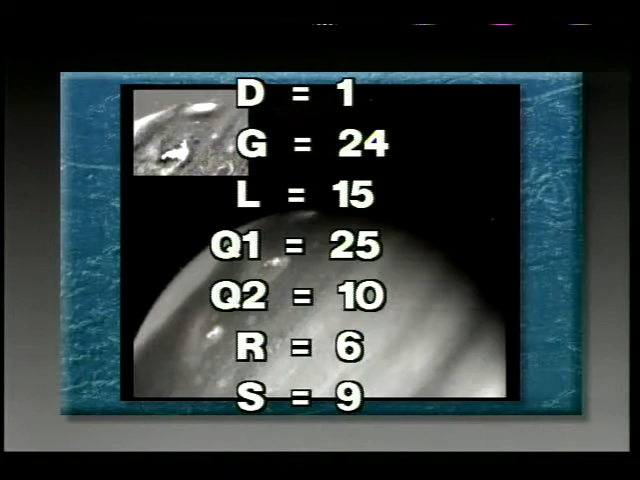 D = 1
G = 24
L = 15
Q1 = 25
Q2 = 10
R = 6
S = 9